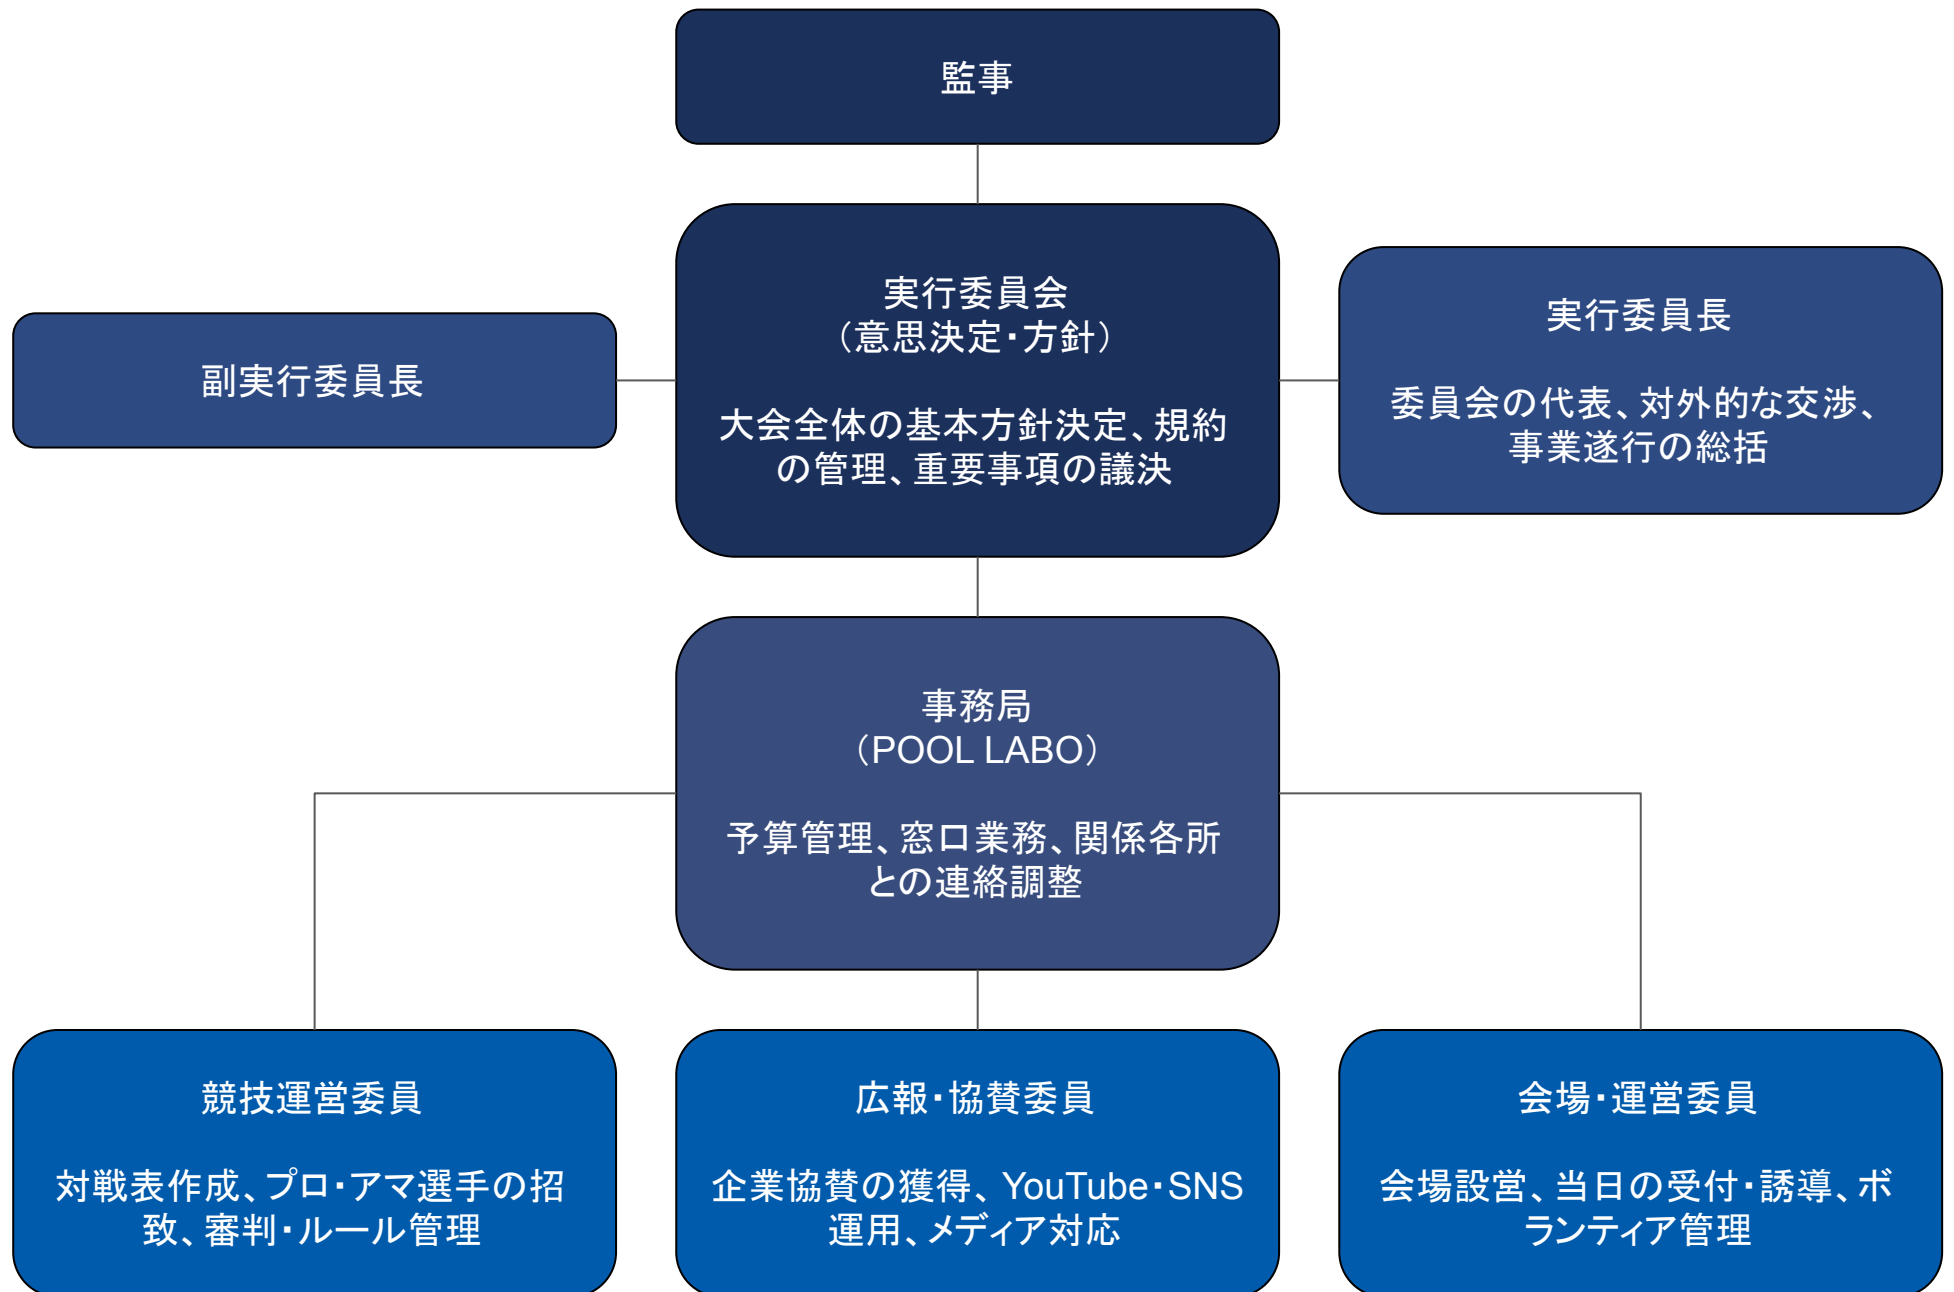 監事
実行委員会
（意思決定・方針）
大会全体の基本方針決定、規約
の管理、重要事項の議決
副実行委員長
実行委員長
委員会の代表、対外的な交渉、
事業遂行の総括
事務局
（POOL LABO）
予算管理、窓口業務、関係各所
との連絡調整
競技運営委員
対戦表作成、プロ・アマ選手の招
致、審判・ルール管理
広報・協賛委員
企業協賛の獲得、YouTube・SNS
運用、メディア対応
会場・運営委員
会場設営、当日の受付・誘導、ボ
ランティア管理